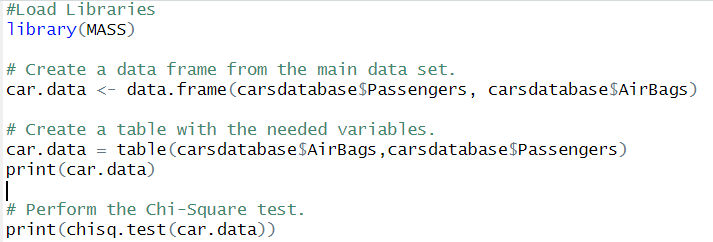 #Load Libraries
library(MASS)
# Create a data frame from the main data set.
car.data <- data.frame(carsdatabase$Passengers, carsdatabase$AirBags)
# Create a table with the needed variables.
car.data = table(carsdatabase$AirBags,carsdatabase$Passengers)
print(car.data)
# Perform the Chi-Square test.
print(chisq.test(car.data))